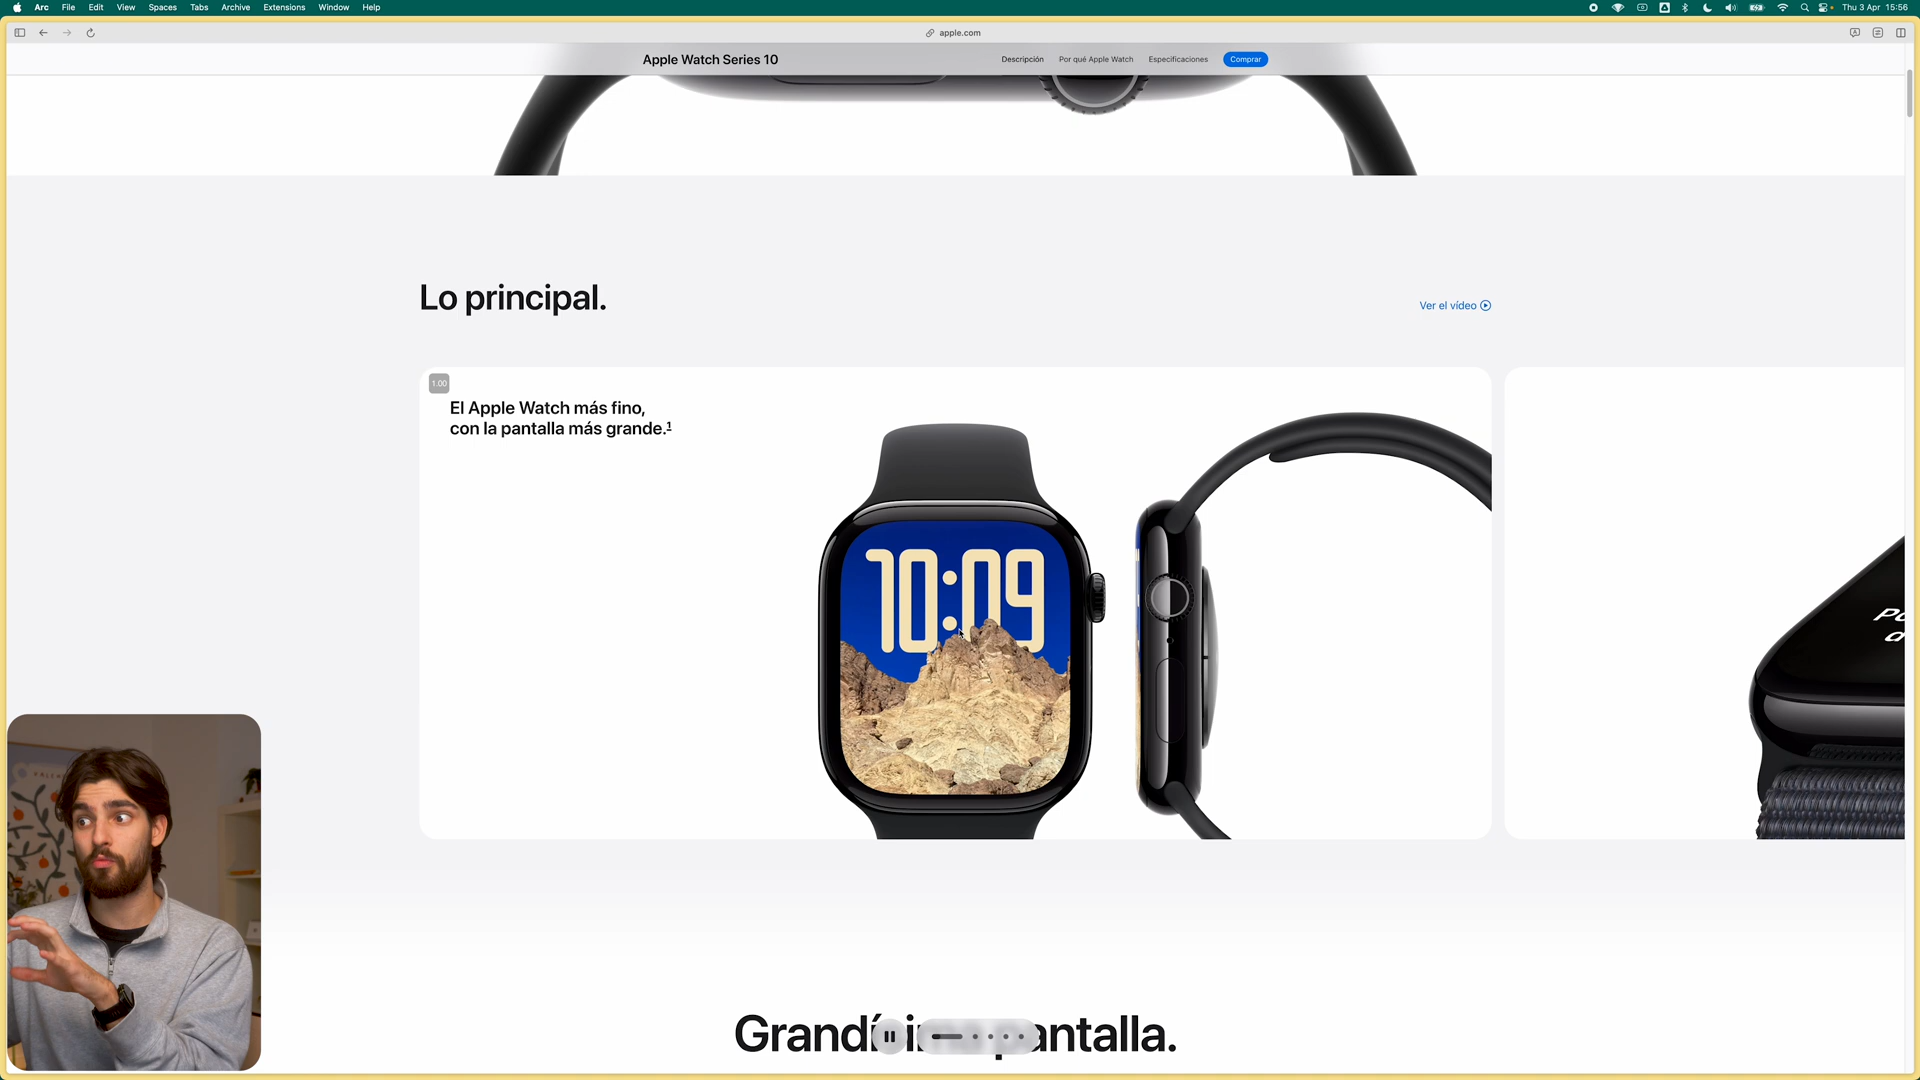 Arc File Edit View Spaces Tabs Archive Extensions Window Help
Thu 3 Apr 15:56
apple.com
Apple Watch Series 10
Descripción Por qué Apple Watch Especificaciones Comprar
Lo principal.
Ver el vídeo
1.00
El Apple Watch más fino,
con la pantalla más grande.¹
10:09
pantalla.